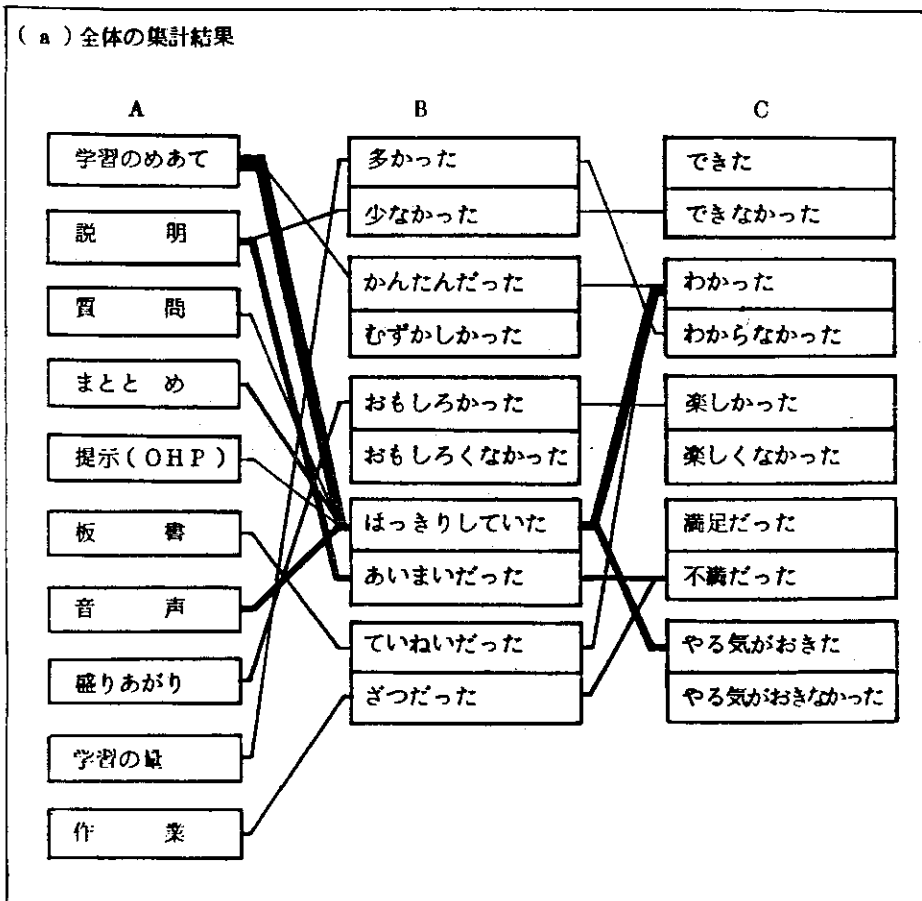 (a)全体の集計結果
A B C
学習のめあて
説 明
質 問
まとと め
提示(OHP)
板 書
音 声
盛りあがり
学習の量
作 業
多かった
少なかった
かんたんだった
むずかしかった
おもしろかった
おもしろくなかった
はっきりしていた
あいまいだった
ていねいだった
ざつだった
できた
できなかった
わかった
わからなかった
楽しかった
楽しくなかった
満足だった
不満だった
やる気がおきた
やる気がおきなかった